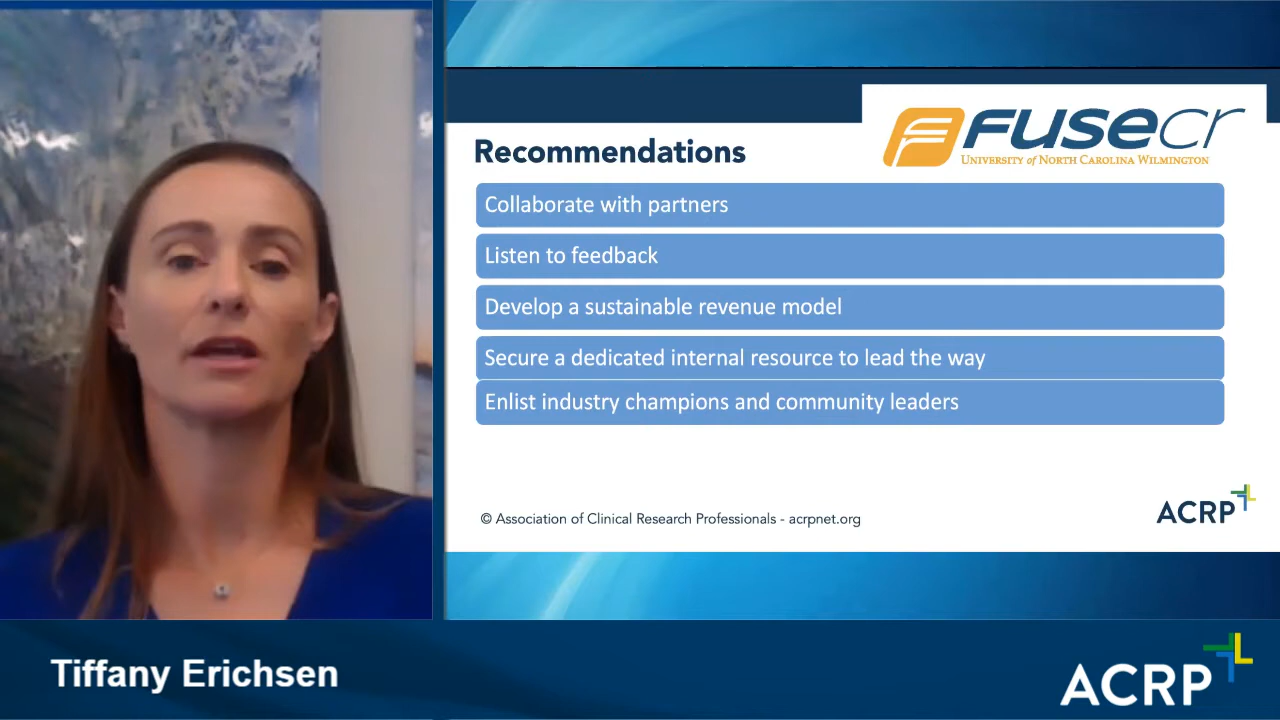 FUSEcr
UNIVERSITY of NORTH CAROLINA WILMINGTON
Recommendations
Collaborate with partners
Listen to feedback
Develop a sustainable revenue model
Secure a dedicated internal resource to lead the way
Enlist industry champions and community leaders
© Association of Clinical Research Professionals - acrpnet.org
ACRP
Tiffany Erichsen
ACRP